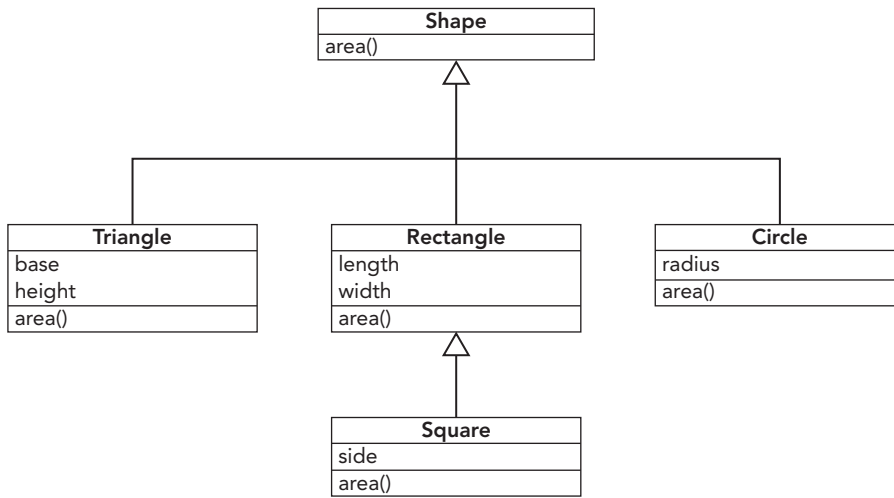 Shape
area()
Triangle
base
height
area()
Rectangle
length
width
area()
Circle
radius
area()
Square
side
area()